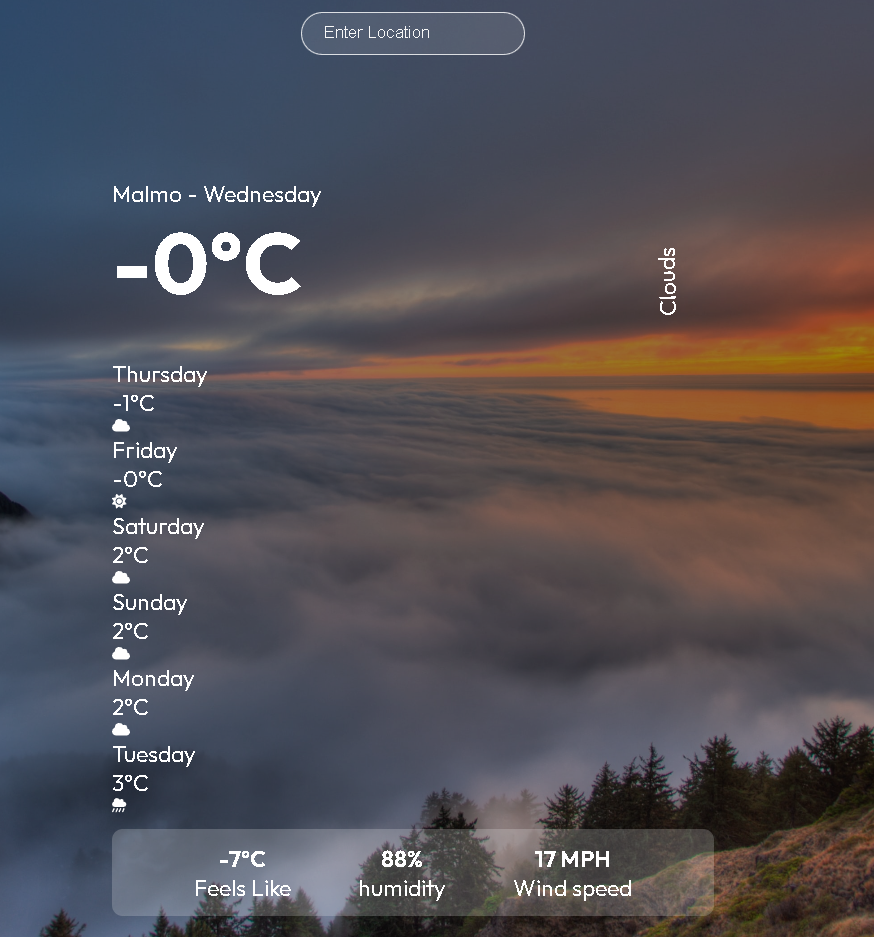 Enter Location
Malmo - Wednesday
-0°C
Clouds
Thursday
-1°C
Friday
-0°C
Saturday
2°C
Sunday
2°C
Monday
2°C
Tuesday
3°C
-7°C 88% 17 MPH
Feels Like humidity Wind speed